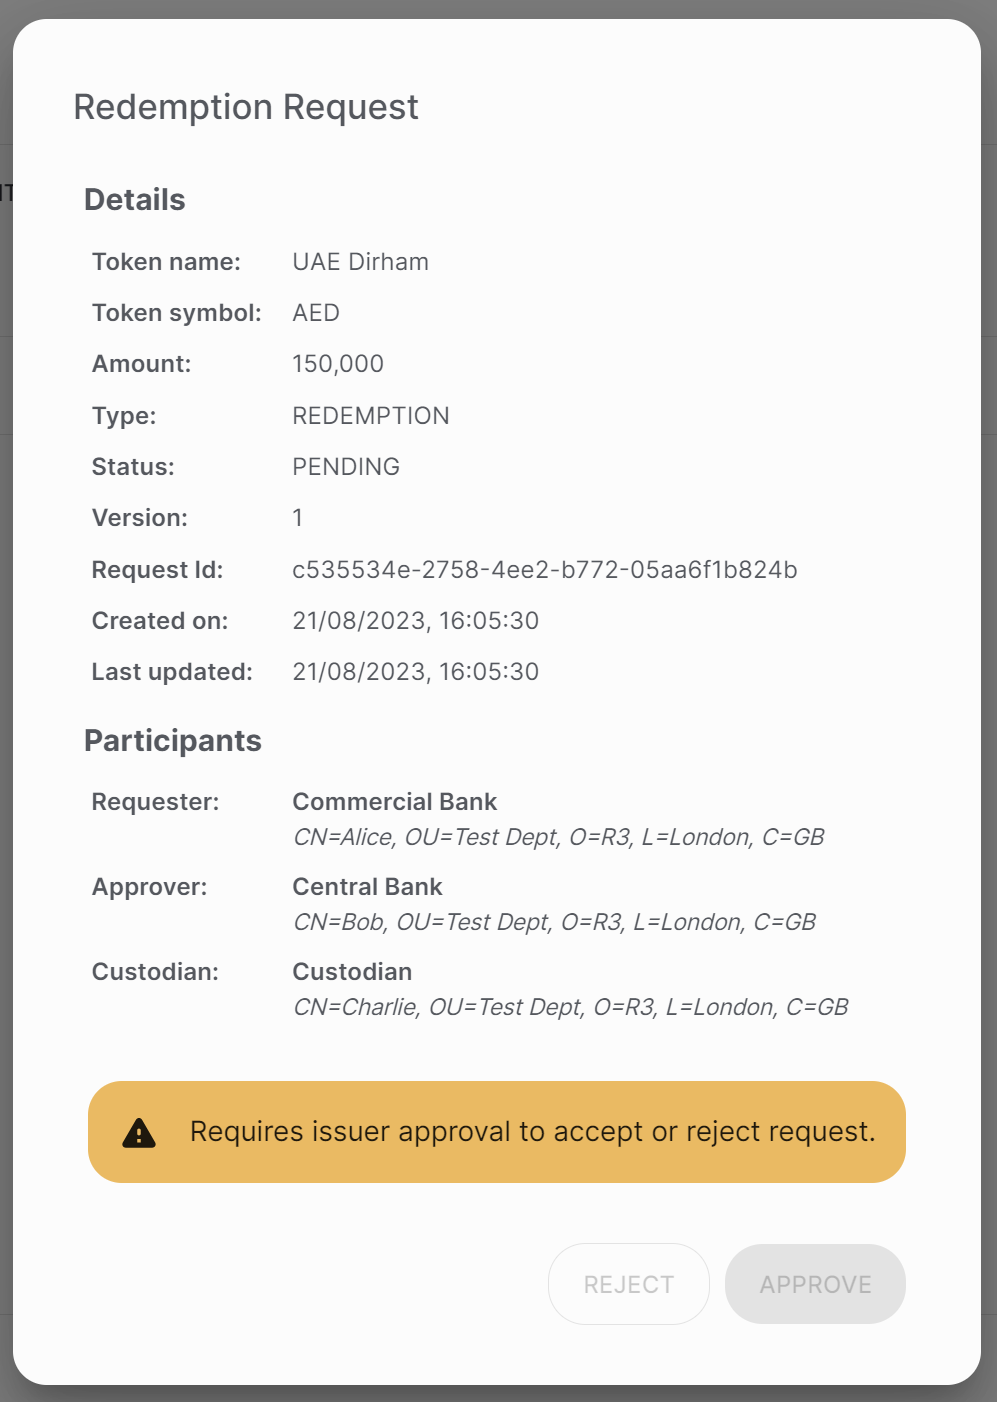 Redemption Request
Details
Token name: UAE Dirham
Token symbol: AED
Amount: 150,000
Type: REDEMPTION
Status: PENDING
Version: 1
Request Id: c535534e-2758-4ee2-b772-05aa6f1b824b
Created on: 21/08/2023, 16:05:30
Last updated: 21/08/2023, 16:05:30
Participants
Requester: Commercial Bank
CN=Alice, OU=Test Dept, O=R3, L=London, C=GB
Approver: Central Bank
CN=Bob, OU=Test Dept, O=R3, L=London, C=GB
Custodian: Custodian
CN=Charlie, OU=Test Dept, O=R3, L=London, C=GB
Requires issuer approval to accept or reject request.
REJECT APPROVE